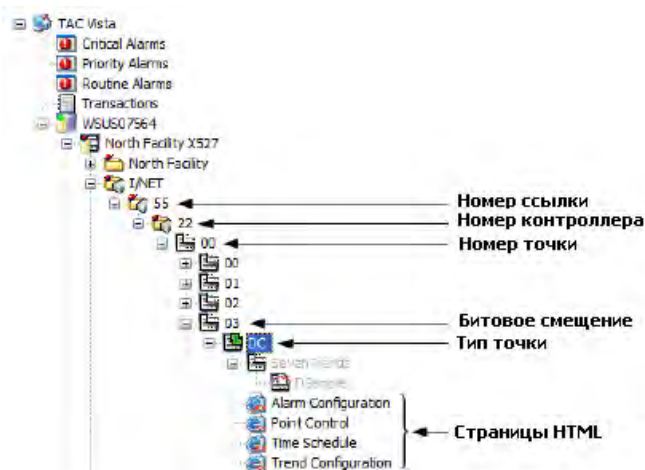 TAC Vista
Critical Alarms
Priority Alarms
Routine Alarms
Transactions
WSUS07564
North Facility X527
North Facility
I/NET
55 Номер ссылки
22 Номер контроллера
00 Номер точки
00
01
02
03 Битовое смещение
DC Тип точки
Alarm Configuration
Point Control
Time Schedule
Trend Configuration
Страницы HTML